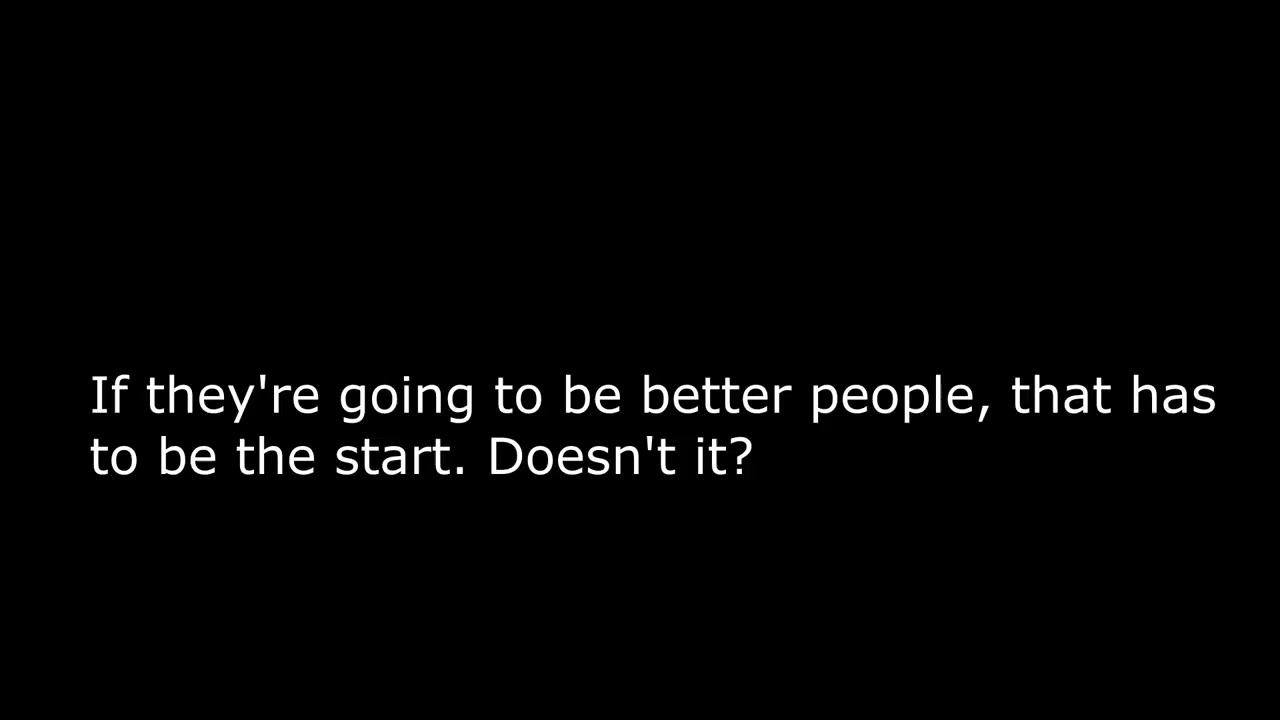 If they're going to be better people, that has
to be the start. Doesn't it?